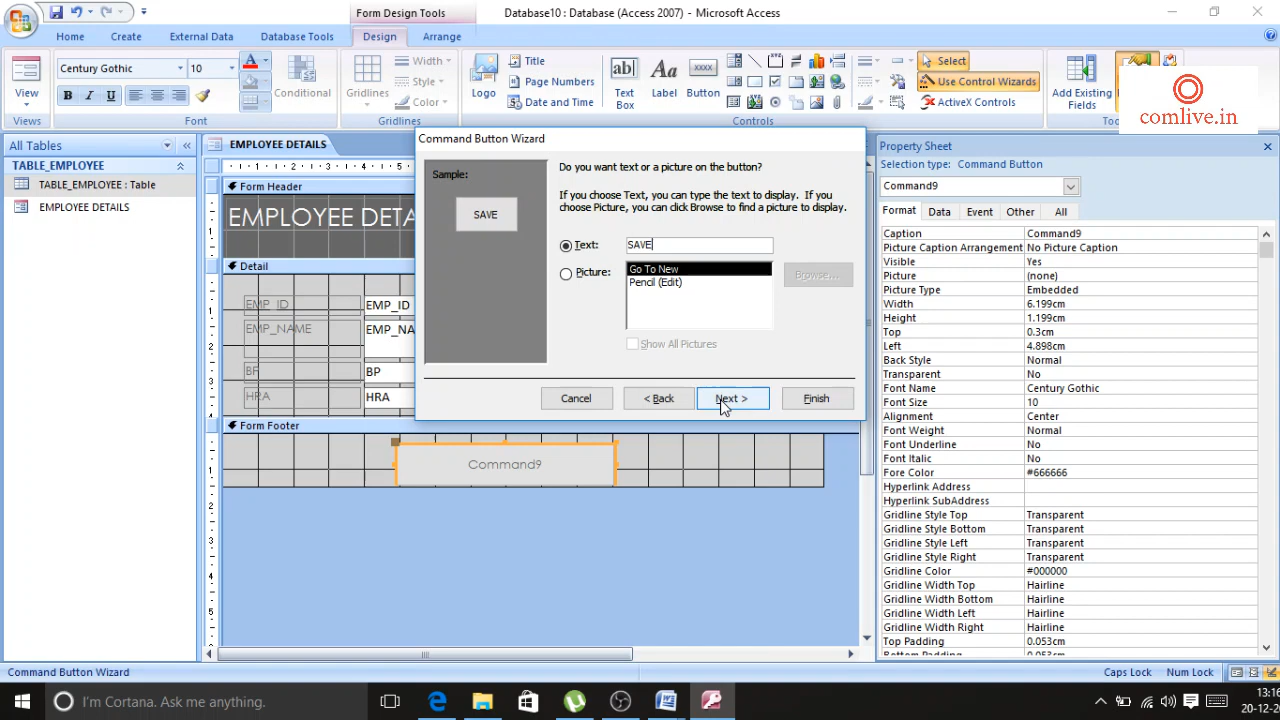 Form Design Tools
Database10 : Database (Access 2007) - Microsoft Access
Home Create External Data Database Tools Design Arrange
View
Views
Century Gothic 10
B I U
Conditional
Font
Gridlines
Width
Style
Color
Gridlines
Logo
Title
Page Numbers
Date and Time
ab|
Text Box
Aa
Label
xxxx
Button
Controls
Select
Use Control Wizards
ActiveX Controls
Add Existing Fields
comlive.in
All Tables
TABLE_EMPLOYEE
TABLE_EMPLOYEE : Table
EMPLOYEE DETAILS
EMPLOYEE DETAILS
Form Header
EMPLOYEE DETA
Detail
EMP_ID EMP_ID
EMP_NAME EMP_NA
BP
HRA HRA
Form Footer
Command9
Command Button Wizard
Sample:
SAVE
Do you want text or a picture on the button?
If you choose Text, you can type the text to display. If you
choose Picture, you can click Browse to find a picture to display.
Text: SAVE
Picture:
Go To New
Pencil (Edit)
Browse...
Show All Pictures
Cancel < Back Next > Finish
Property Sheet
Selection type: Command Button
Command9
Format Data Event Other All
Caption Command9
Picture Caption Arrangement No Picture Caption
Visible Yes
Picture (none)
Picture Type Embedded
Width 6.199cm
Height 1.199cm
Top 0.3cm
Left 4.898cm
Back Style Normal
Transparent No
Font Name Century Gothic
Font Size 10
Alignment Center
Font Weight Normal
Font Underline No
Font Italic No
Fore Color #666666
Hyperlink Address
Hyperlink SubAddress
Gridline Style Top Transparent
Gridline Style Bottom Transparent
Gridline Style Left Transparent
Gridline Style Right Transparent
Gridline Color #000000
Gridline Width Top Hairline
Gridline Width Bottom Hairline
Gridline Width Left Hairline
Gridline Width Right Hairline
Top Padding 0.053cm
Bottom Padding 0.053cm
Command Button Wizard
Caps Lock Num Lock
I'm Cortana. Ask me anything.
13:16
20-12-2